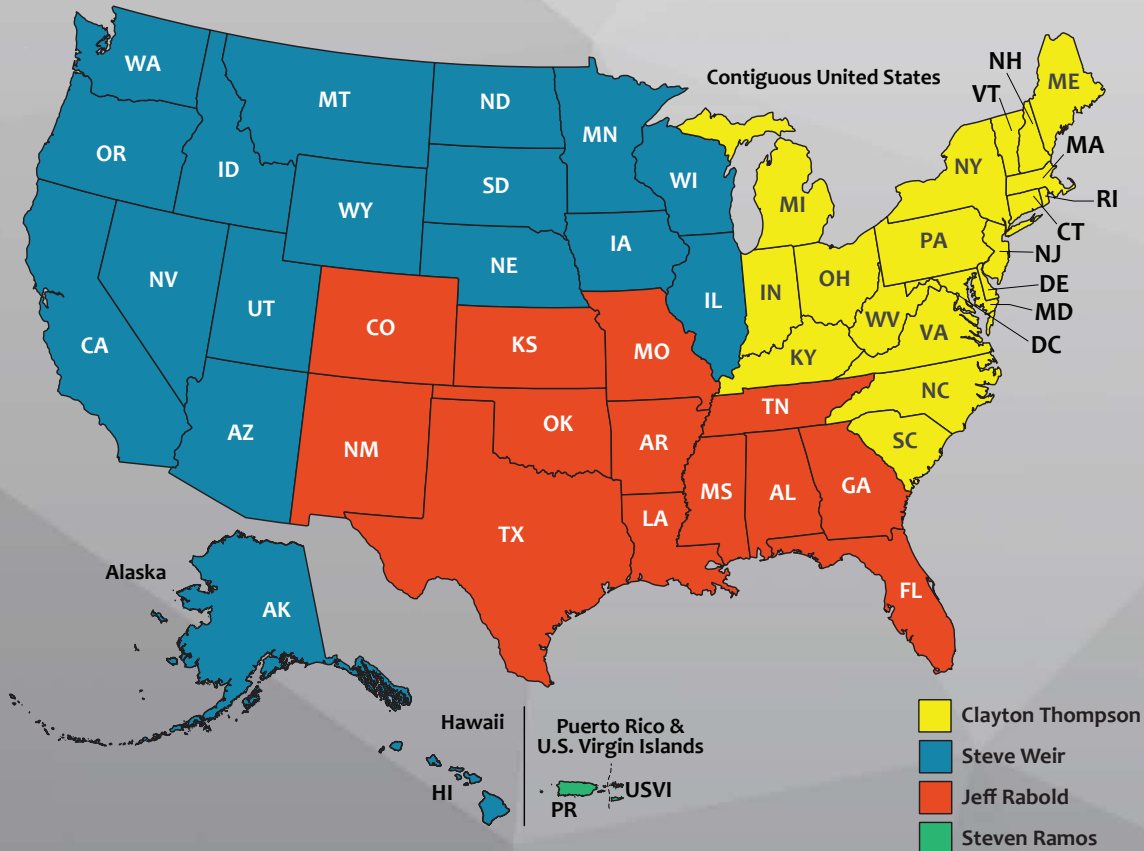 Contiguous United States
WA
MT
ND
MN
OR
ID
SD
WI
WY
NV
UT
NE
IA
IL
CA
CO
KS
MO
AZ
NM
OK
AR
TN
TX
LA
MS
AL
GA
FL
MI
IN
OH
KY
WV
VA
NC
SC
PA
NY
VT
NH
ME
MA
RI
CT
NJ
DE
MD
DC
Alaska
AK
Hawaii
HI
Puerto Rico &
U.S. Virgin Islands
PR
USVI
Clayton Thompson
Steve Weir
Jeff Rabold
Steven Ramos